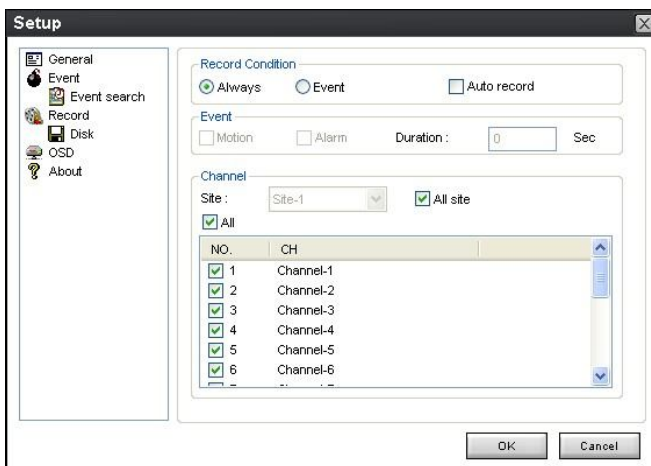 Setup
General
Event
Event search
Record
Disk
OSD
About
Record Condition
Always Event Auto record
Event
Motion Alarm Duration : 0 Sec
Channel
Site : Site-1 All site
All
NO. CH
1 Channel-1
2 Channel-2
3 Channel-3
4 Channel-4
5 Channel-5
6 Channel-6
OK Cancel